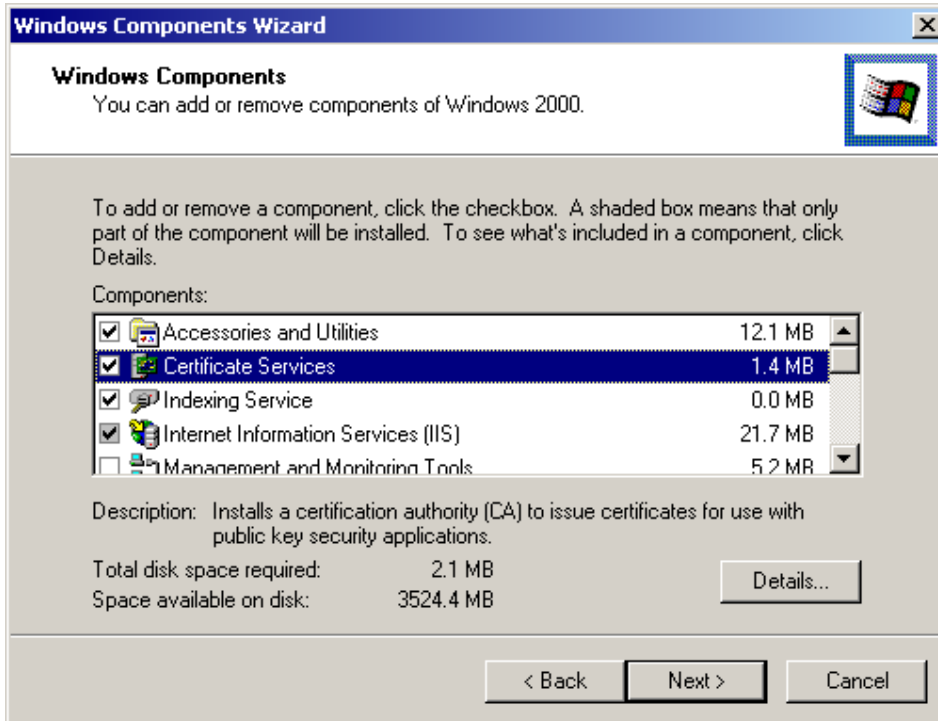 Windows Components Wizard
Windows Components
You can add or remove components of Windows 2000.
To add or remove a component, click the checkbox. A shaded box means that only
part of the component will be installed. To see what's included in a component, click
Details.
Components:
Accessories and Utilities 12.1 MB
Certificate Services 1.4 MB
Indexing Service 0.0 MB
Internet Information Services (IIS) 21.7 MB
Management and Monitoring Tools 5.2 MB
Description: Installs a certification authority (CA) to issue certificates for use with
public key security applications.
Total disk space required: 2.1 MB
Space available on disk: 3524.4 MB
Details...
< Back Next > Cancel